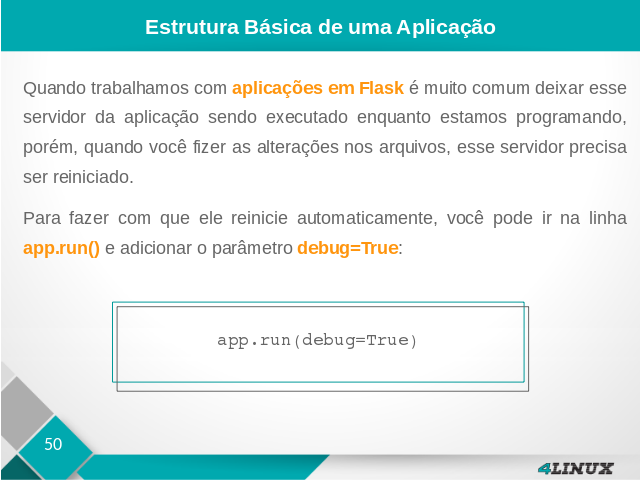 Estrutura Básica de uma Aplicação
Quando trabalhamos com aplicações em Flask é muito comum deixar esse
servidor da aplicação sendo executado enquanto estamos programando,
porém, quando você fizer as alterações nos arquivos, esse servidor precisa
ser reiniciado.
Para fazer com que ele reinicie automaticamente, você pode ir na linha
app.run() e adicionar o parâmetro debug=True:
app.run(debug=True)
50
4LINUX